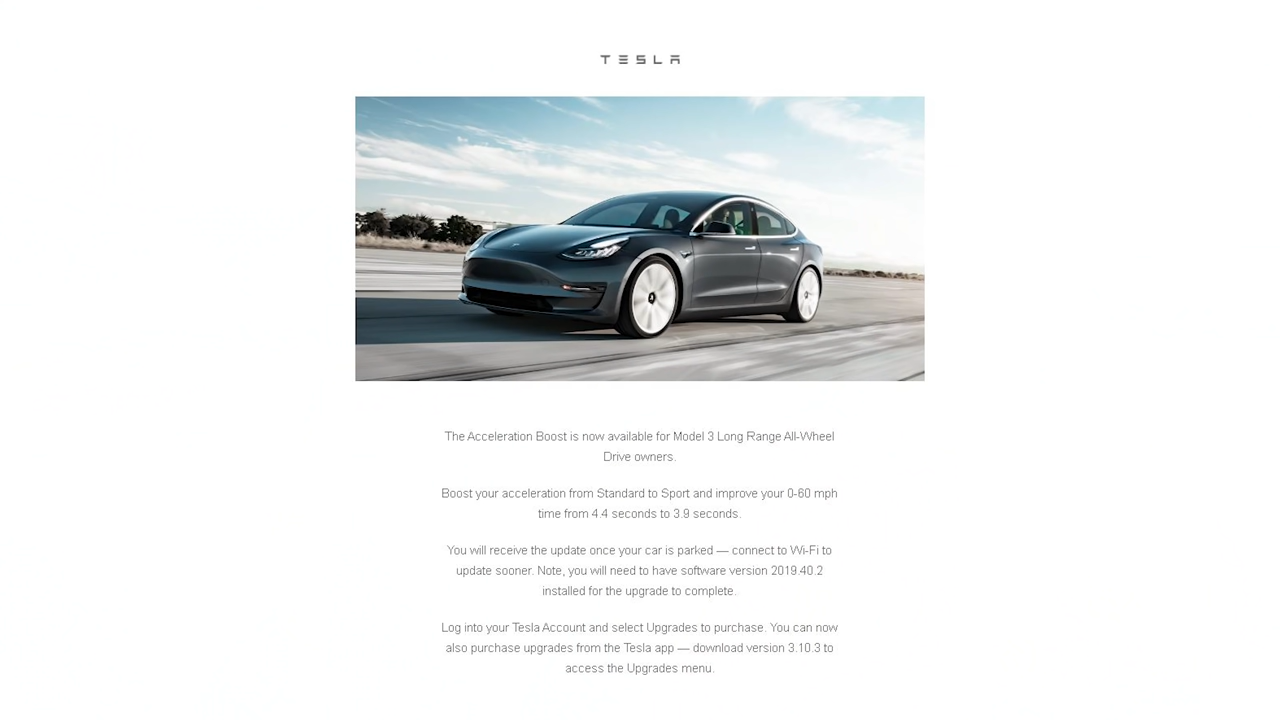 TESLA
The Acceleration Boost is now available for Model 3 Long Range All-Wheel
Drive owners.
Boost your acceleration from Standard to Sport and improve your 0-60 mph
time from 4.4 seconds to 3.9 seconds.
You will receive the update once your car is parked — connect to Wi-Fi to
update sooner. Note, you will need to have software version 2019.40.2
installed for the upgrade to complete.
Log into your Tesla Account and select Upgrades to purchase. You can now
also purchase upgrades from the Tesla app — download version 3.10.3 to
access the Upgrades menu.